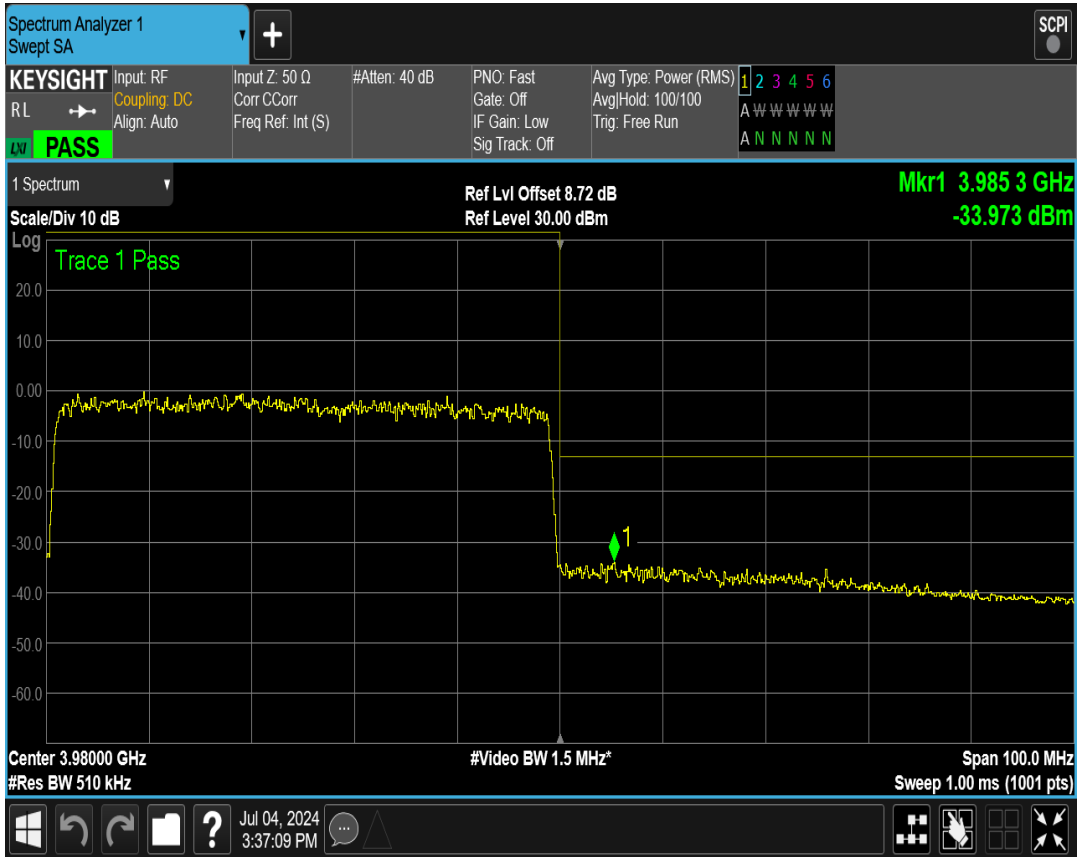 Spectrum Analyzer 1
Swept SA
+
SCPI
KEYSIGHT
R L
LXI PASS
Input: RF
Coupling: DC
Align: Auto
Input Z: 50 Ω
Corr CCorr
Freq Ref: Int (S)
#Atten: 40 dB
PNO: Fast
Gate: Off
IF Gain: Low
Sig Track: Off
Avg Type: Power (RMS)
Avg|Hold: 100/100
Trig: Free Run
1 2 3 4 5 6
A W W W W W
A N N N N N
1 Spectrum
Scale/Div 10 dB
Ref Lvl Offset 8.72 dB
Ref Level 30.00 dBm
Mkr1 3.985 3 GHz
-33.973 dBm
Log
Trace 1 Pass
20.0
10.0
0.00
-10.0
-20.0
-30.0
1
-40.0
-50.0
-60.0
Center 3.98000 GHz
#Video BW 1.5 MHz*
Span 100.0 MHz
#Res BW 510 kHz
Sweep 1.00 ms (1001 pts)
?
Jul 04, 2024
3:37:09 PM